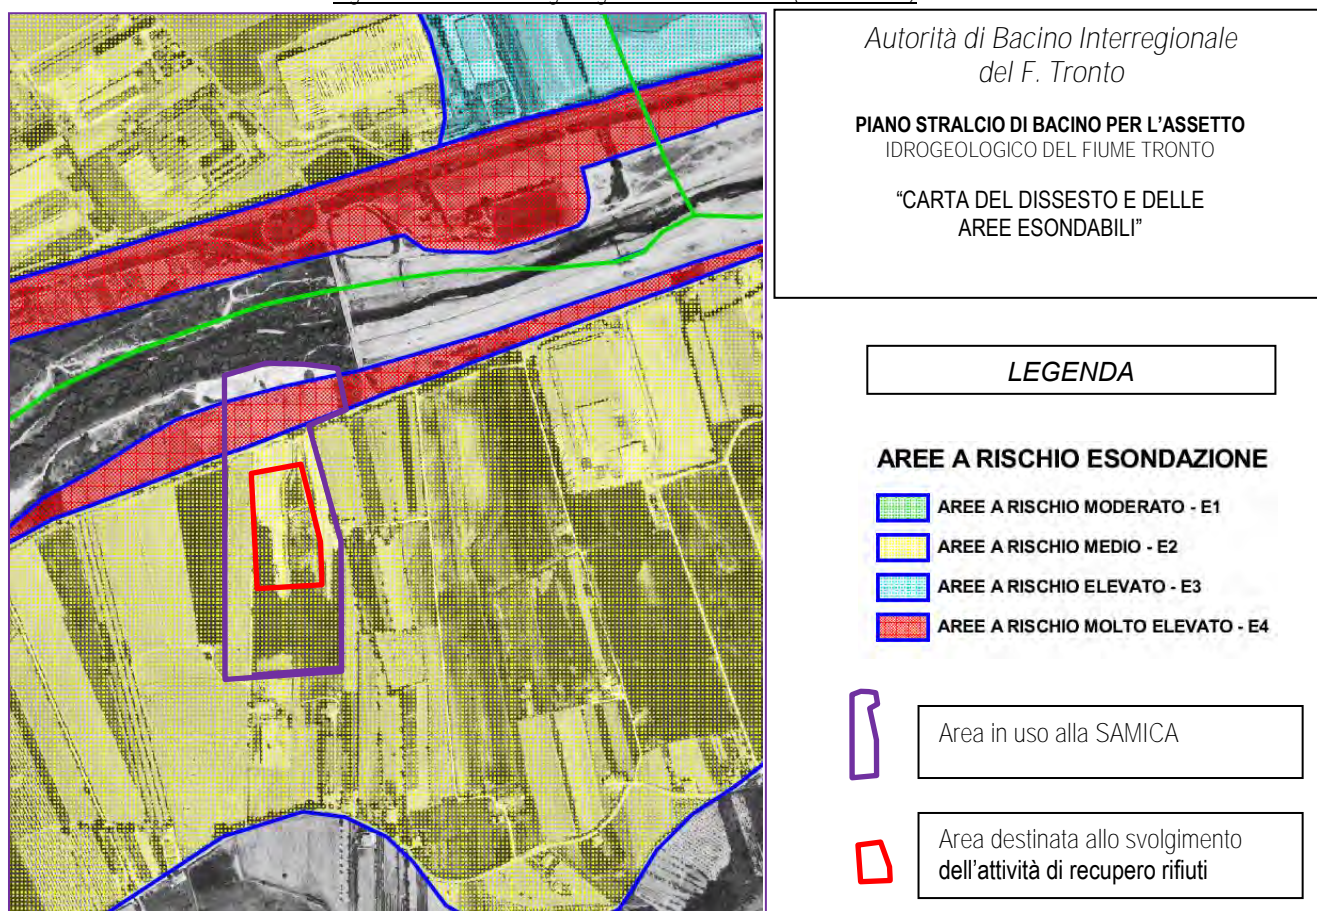 Autorità di Bacino Interregionale
del F. Tronto
PIANO STRALCIO DI BACINO PER L'ASSETTO
IDROGEOLOGICO DEL FIUME TRONTO
“CARTA DEL DISSESTO E DELLE
AREE ESONDABILI”
LEGENDA
AREE A RISCHIO ESONDAZIONE
AREE A RISCHIO MODERATO - E1
AREE A RISCHIO MEDIO - E2
AREE A RISCHIO ELEVATO - E3
AREE A RISCHIO MOLTO ELEVATO - E4
Area in uso alla SAMICA
Area destinata allo svolgimento
dell'attività di recupero rifiuti